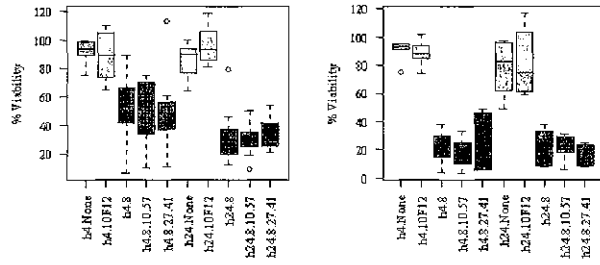 % Viability
120
100
80
60
40
20
h4.None
h4.10F12
h4.8
h4.8.10.57
h4.8.27.41
h24.None
h24.10F12
h24.8
h24.8.10.57
h24.8.27.41
% Viability
120
100
80
60
40
20
0
h4.None
h4.10F12
h4.8
h4.8.10.57
h4.8.27.41
h24.None
h24.10F12
h24.8
h24.8.10.57
h24.8.27.41